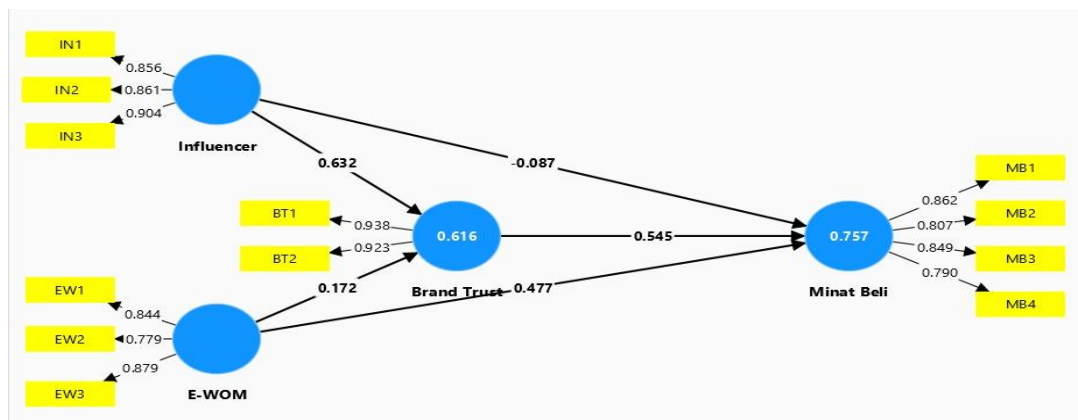 IN1
0.856
IN2
0.861
IN3
0.904
Influencer
0.632
-0.087
BT1
0.938
BT2
0.923
0.616
Brand Trust
0.545
0.172
0.477
EW1
0.844
EW2
0.779
EW3
0.879
E-WOM
0.757
Minat Beli
MB1
0.862
MB2
0.807
MB3
0.849
MB4
0.790